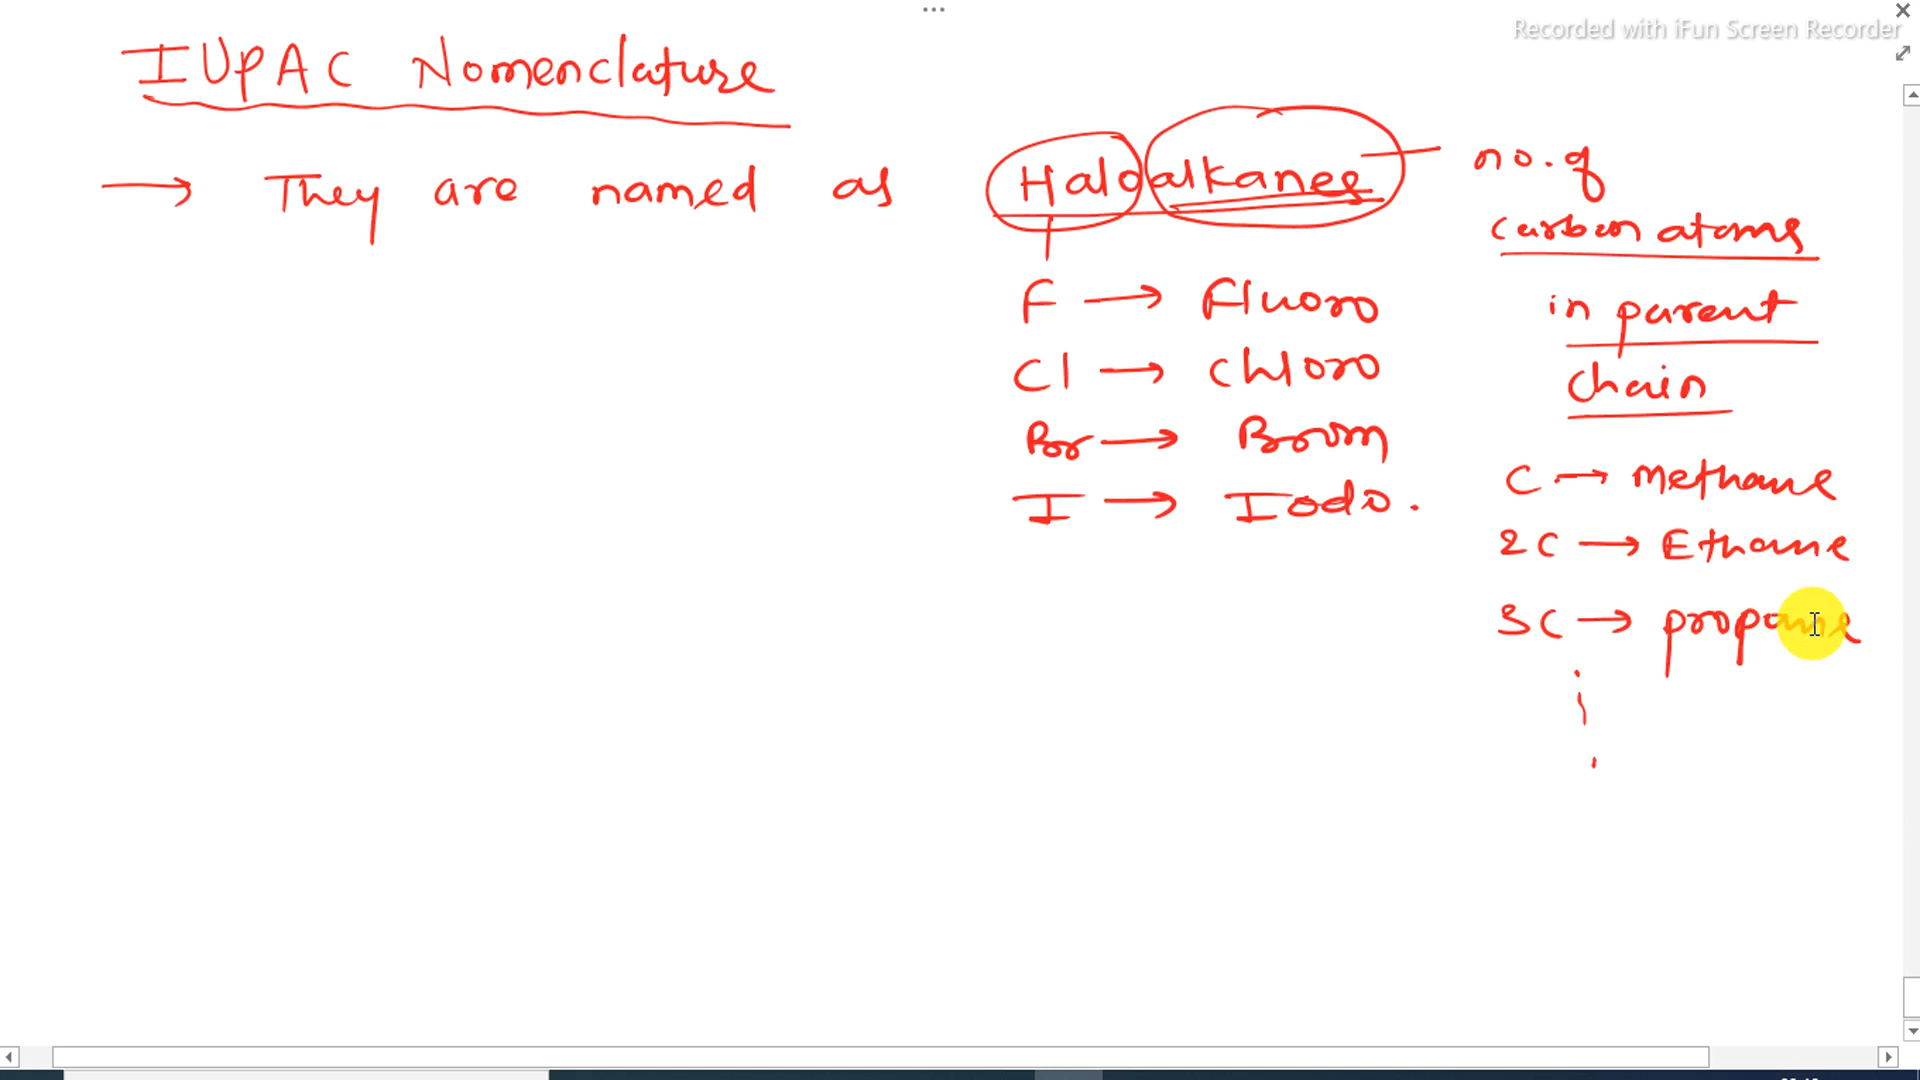 Recorded with iFun Screen Recorder
IUPAC Nomenclature
→ They are named as Haloalkanes — no. of
carbon atoms
in parent
chain
F → Fluoro
Cl → chloro
Br → Brom
I → Iodo.
C → Methane
2C → Ethane
3C → propane